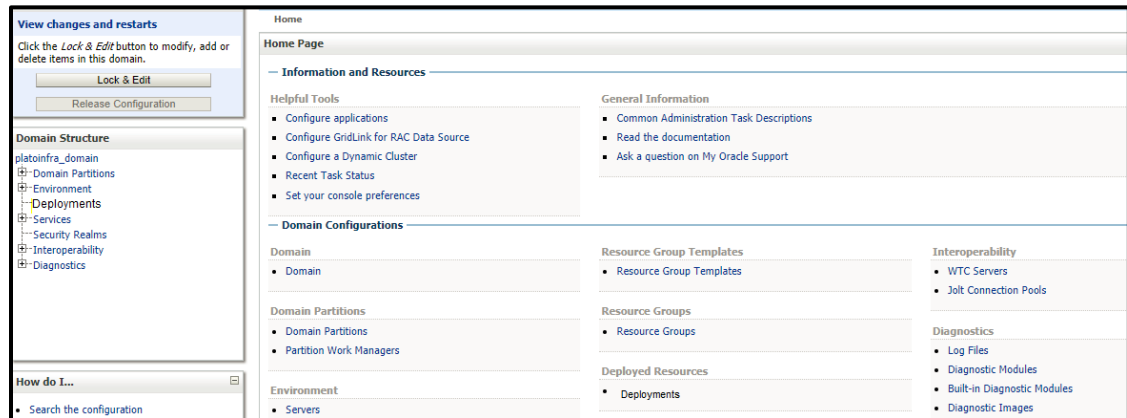 View changes and restarts
Click the Lock & Edit button to modify, add or
delete items in this domain.
Lock & Edit
Release Configuration
Domain Structure
platoinfra_domain
Domain Partitions
Environment
Deployments
Services
Security Realms
Interoperability
Diagnostics
How do I...
Search the configuration
Home
Home Page
Information and Resources
Helpful Tools
Configure applications
Configure GridLink for RAC Data Source
Configure a Dynamic Cluster
Recent Task Status
Set your console preferences
General Information
Common Administration Task Descriptions
Read the documentation
Ask a question on My Oracle Support
Domain Configurations
Domain
Domain
Domain Partitions
Domain Partitions
Partition Work Managers
Environment
Servers
Resource Group Templates
Resource Group Templates
Resource Groups
Resource Groups
Deployed Resources
Deployments
Interoperability
WTC Servers
Jolt Connection Pools
Diagnostics
Log Files
Diagnostic Modules
Built-in Diagnostic Modules
Diagnostic Images